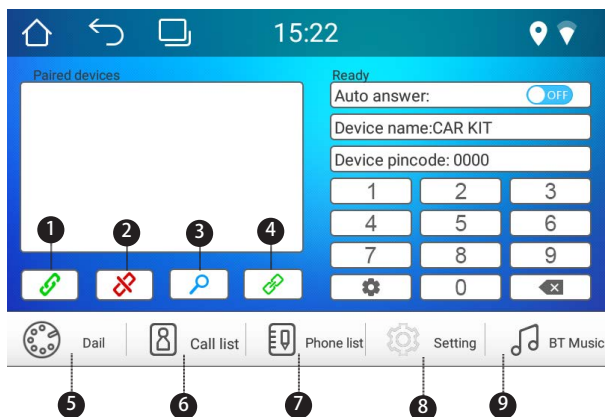 15:22
Paired devices
Ready
Auto answer: OFF
Device name:CAR KIT
Device pincode: 0000
1 2 3
4 5 6
7 8 9
0
1 2 3 4
Dail Call list Phone list Setting BT Music
5 6 7 8 9